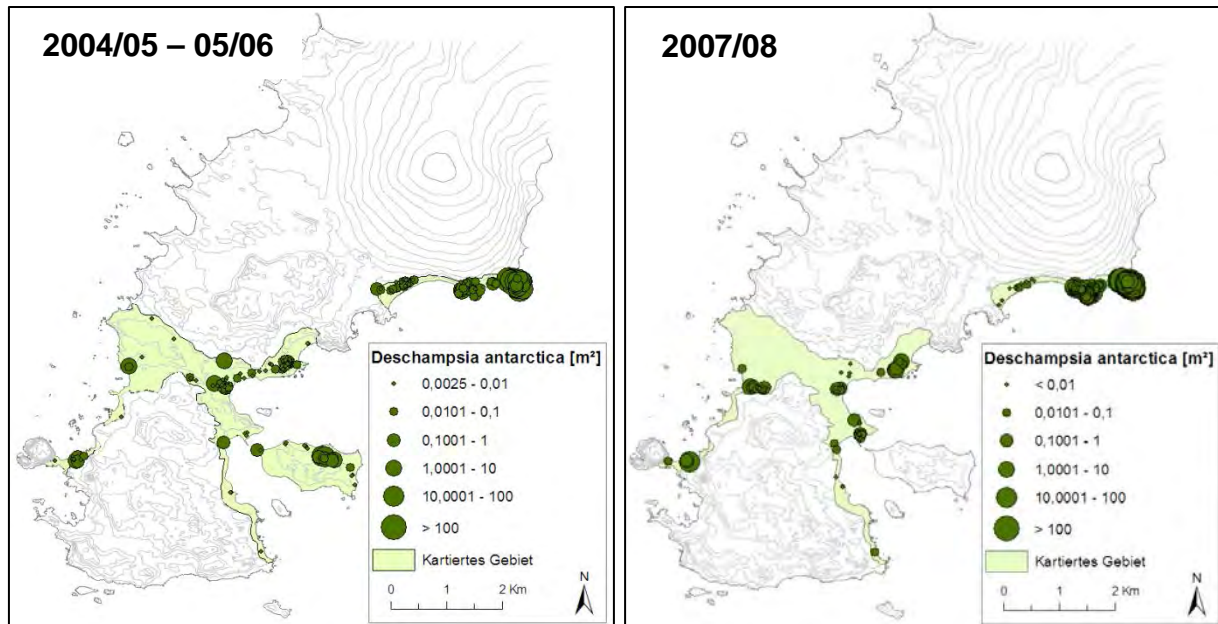 2004/05 – 05/06
Deschampsia antarctica [m²]
0,0025 - 0,01
0,0101 - 0,1
0,1001 - 1
1,0001 - 10
10,0001 - 100
> 100
Kartiertes Gebiet
0 1 2 Km
N
2007/08
Deschampsia antarctica [m²]
< 0,01
0,0101 - 0,1
0,1001 - 1
1,0001 - 10
10,0001 - 100
> 100
Kartiertes Gebiet
0 1 2 Km
N